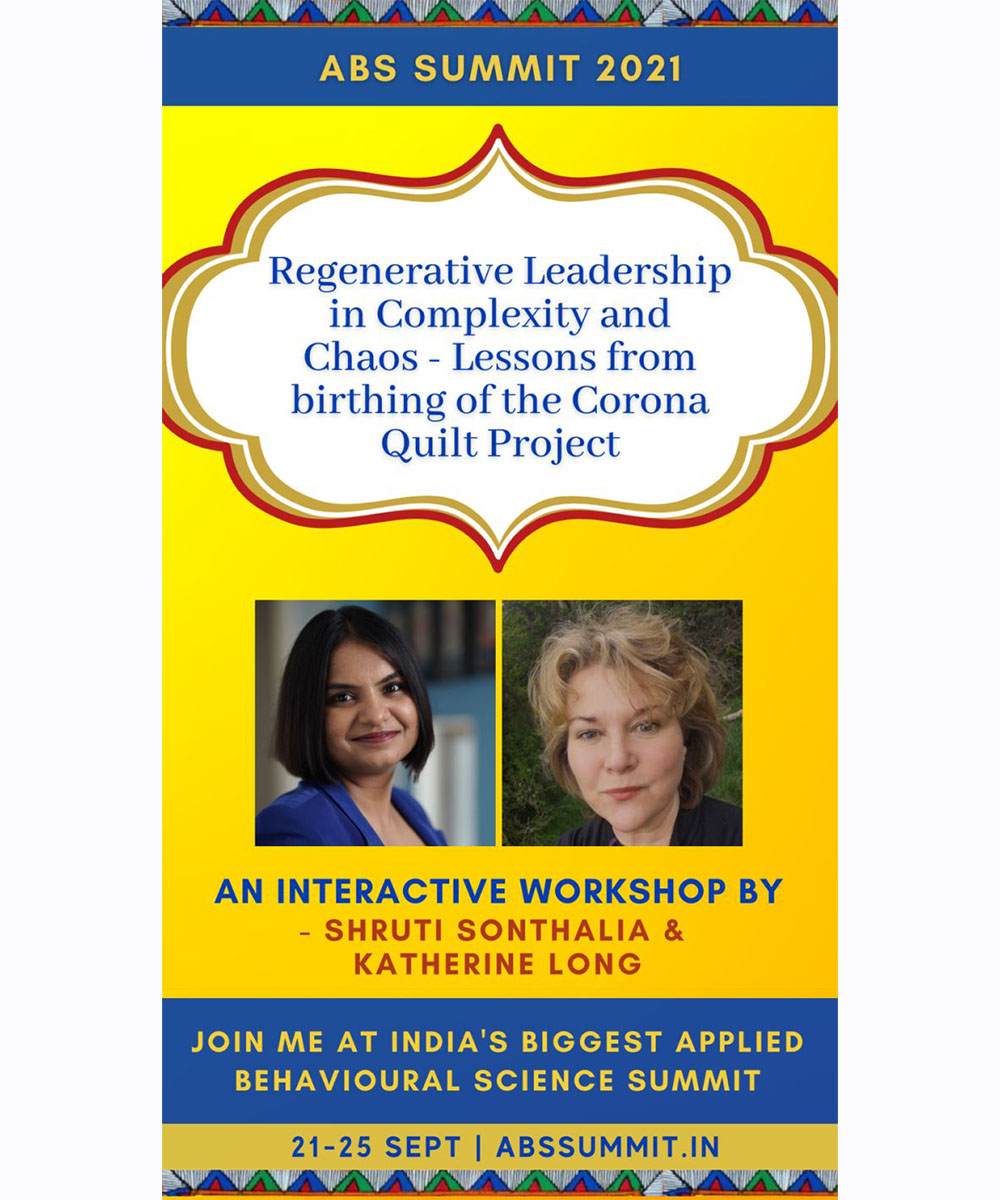 ABS SUMMIT 2021
Regenerative Leadership
in Complexity and
Chaos - Lessons from
birthing of the Corona
Quilt Project
AN INTERACTIVE WORKSHOP BY
- SHRUTI SONTHALIA &
KATHERINE LONG
JOIN ME AT INDIA'S BIGGEST APPLIED
BEHAVIOURAL SCIENCE SUMMIT
21-25 SEPT | ABSSUMMIT.IN